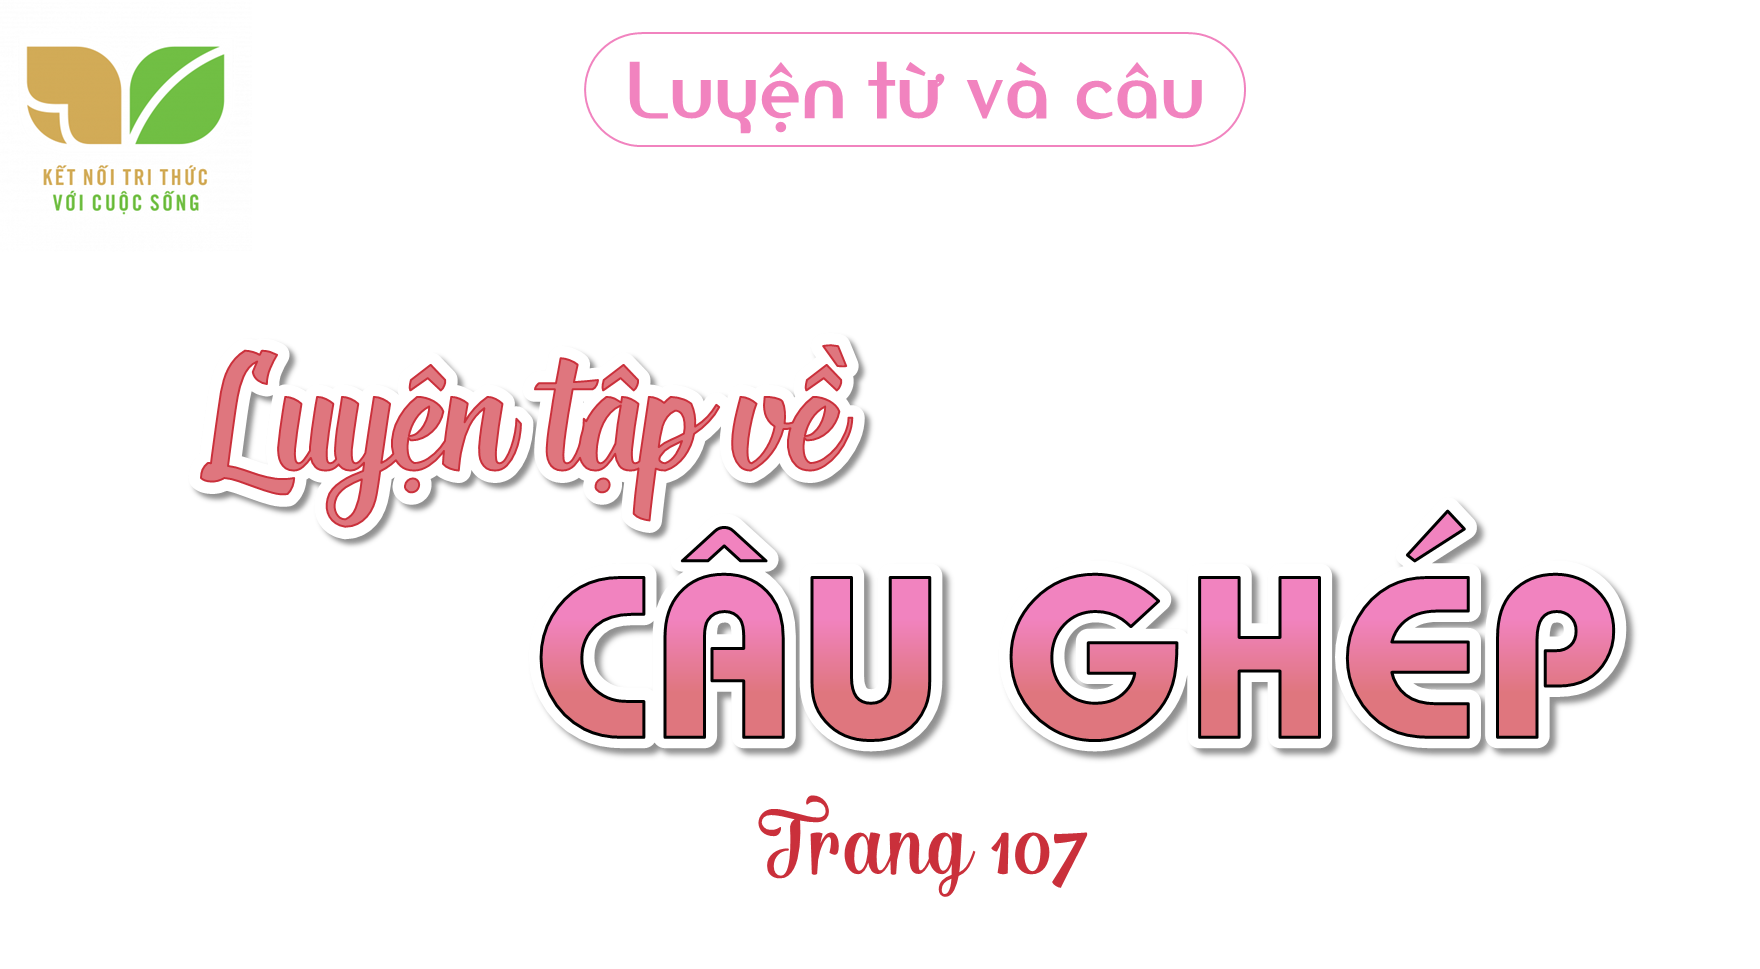 Luyện từ và câu
KẾT NỐI TRI THỨC
VỚI CUỘC SỐNG
Luyện tập về
CÂU GHÉP
Trang 107